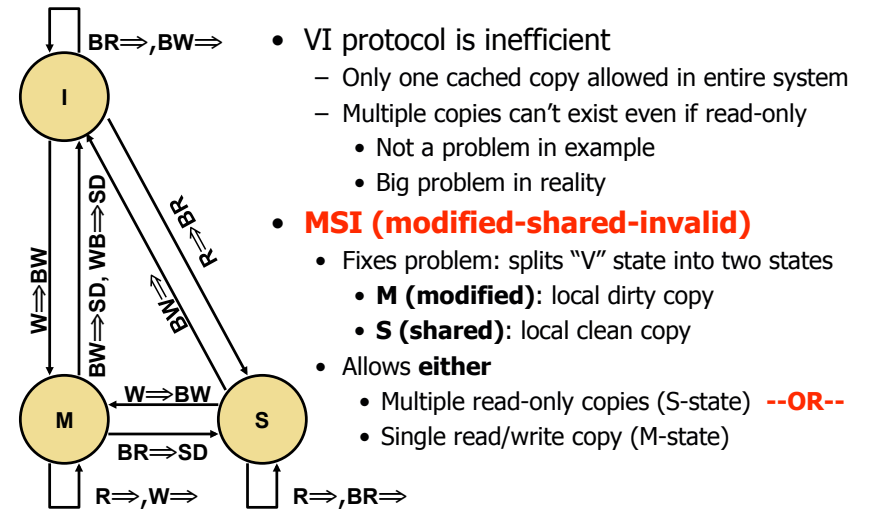 BR⇒,BW⇒
I
W⇒BW
BW⇒SD, WB⇒SD
R⇒BR
BW⇒
W⇒BW
M
S
BR⇒SD
R⇒,W⇒
R⇒,BR⇒
• VI protocol is inefficient
– Only one cached copy allowed in entire system
– Multiple copies can't exist even if read-only
• Not a problem in example
• Big problem in reality
• MSI (modified-shared-invalid)
• Fixes problem: splits "V" state into two states
• M (modified): local dirty copy
• S (shared): local clean copy
• Allows either
• Multiple read-only copies (S-state) --OR--
• Single read/write copy (M-state)